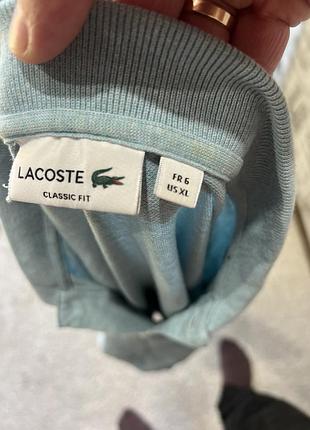 LACOSTE
CLASSIC FIT
FR 6
US XL